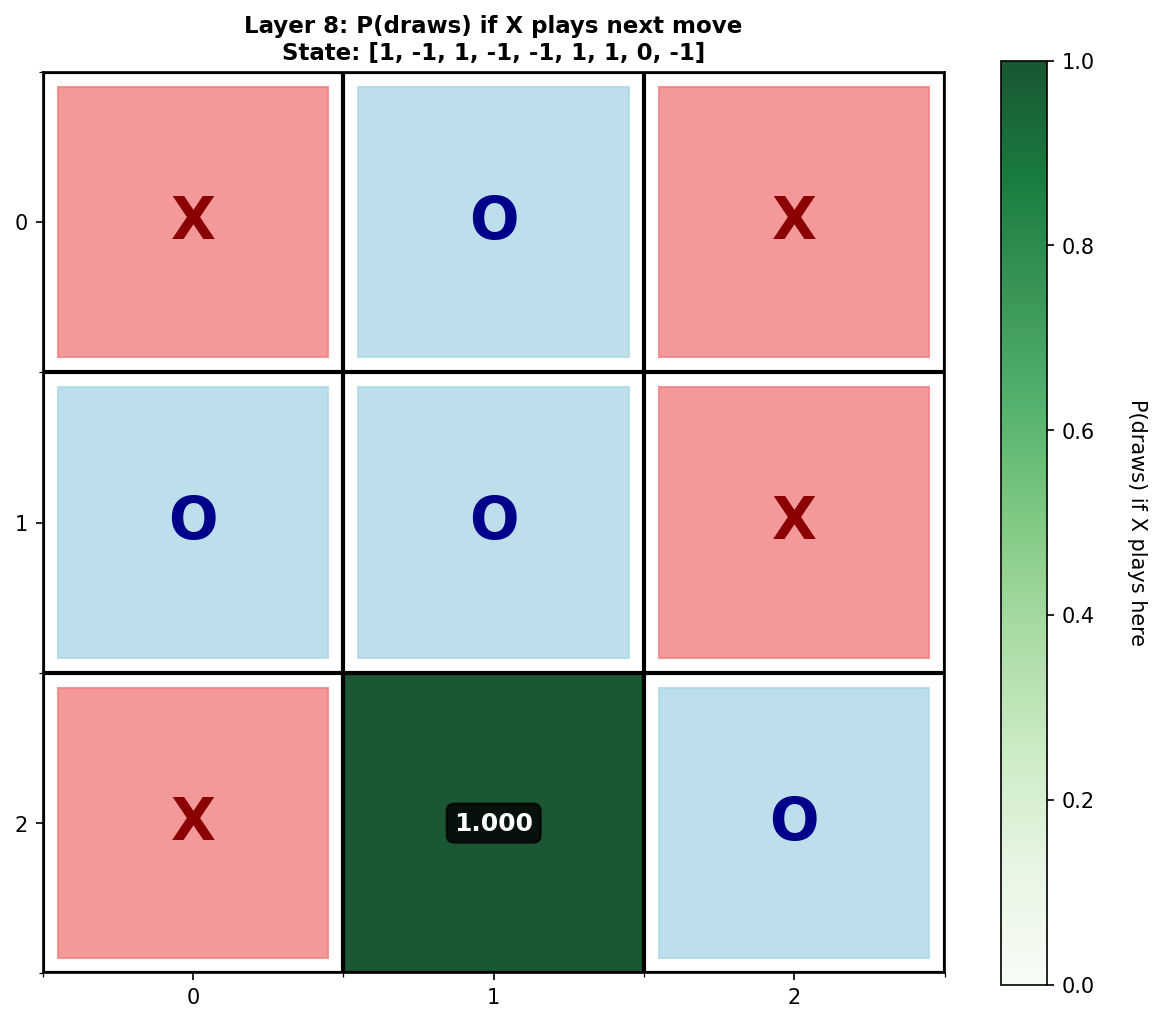 Layer 8: P(draws) if X plays next move
State: [1, -1, 1, -1, -1, 1, 1, 0, -1]
0 X O X
1 O O X
2 X 1.000 O
0 1 2
1.0
0.8
0.6
0.4
0.2
0.0
P(draws) if X plays here